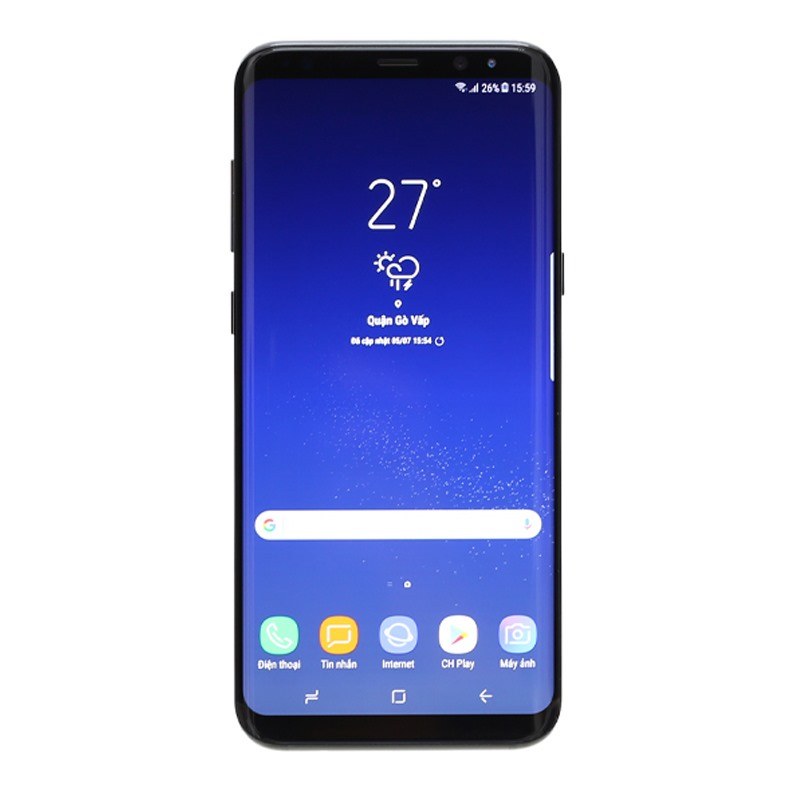 26% 15:59
27°
Quận Gò Vấp
Đã cập nhật 05/07 15:54
Điện thoại Tin nhắn Internet CH Play Máy ảnh